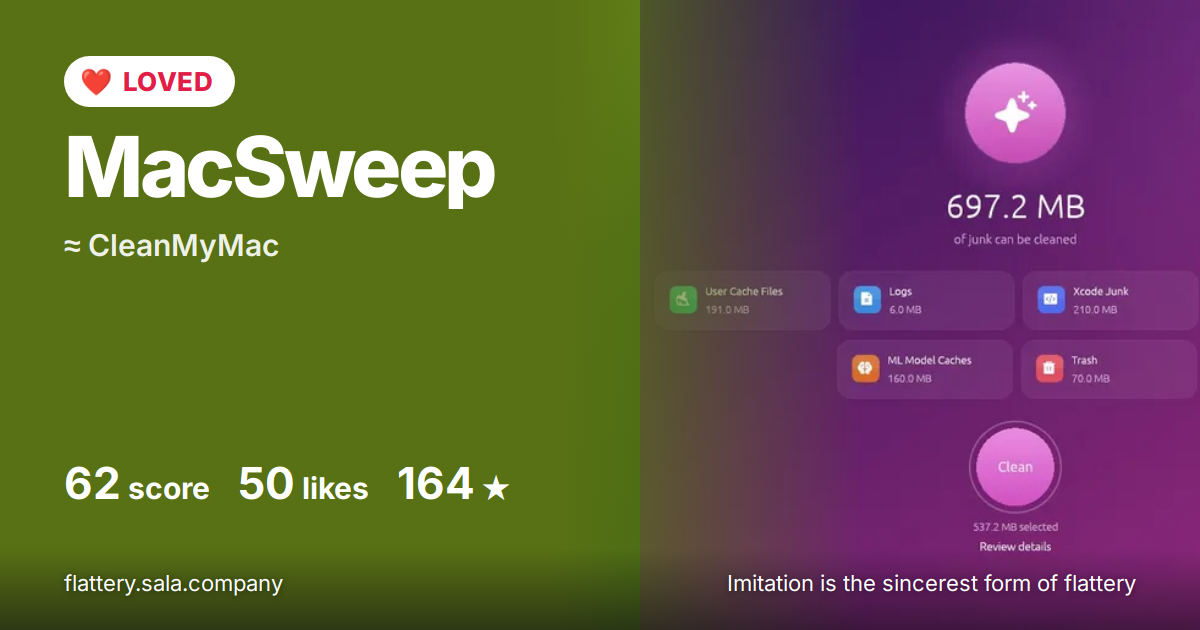 ❤️ LOVED
MacSweep
≈ CleanMyMac
62 score 50 likes 164 ★
flattery.sala.company
697.2 MB
of junk can be cleaned
User Cache Files
191.0 MB
Logs
6.0 MB
Xcode Junk
210.0 MB
ML Model Caches
160.0 MB
Trash
70.0 MB
Clean
537.2 MB selected
Review details
Imitation is the sincerest form of flattery